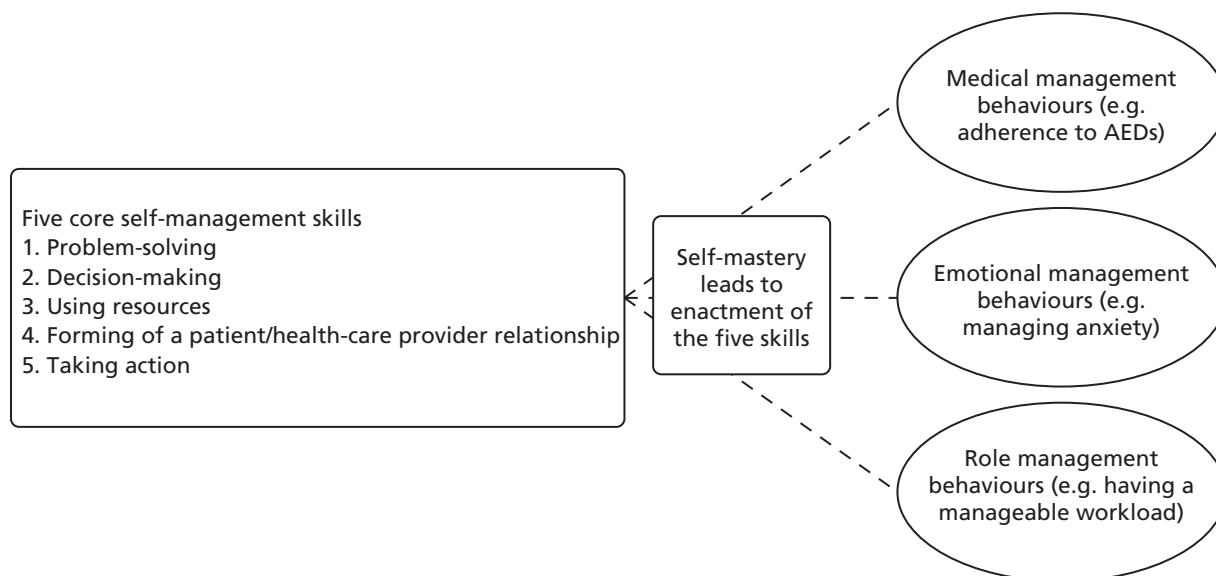 Five core self-management skills
1. Problem-solving
2. Decision-making
3. Using resources
4. Forming of a patient/health-care provider relationship
5. Taking action
Self-mastery
leads to
enactment of
the five skills
Medical management
behaviours (e.g.
adherence to AEDs)
Emotional management
behaviours (e.g.
managing anxiety)
Role management
behaviours (e.g. having a
manageable workload)